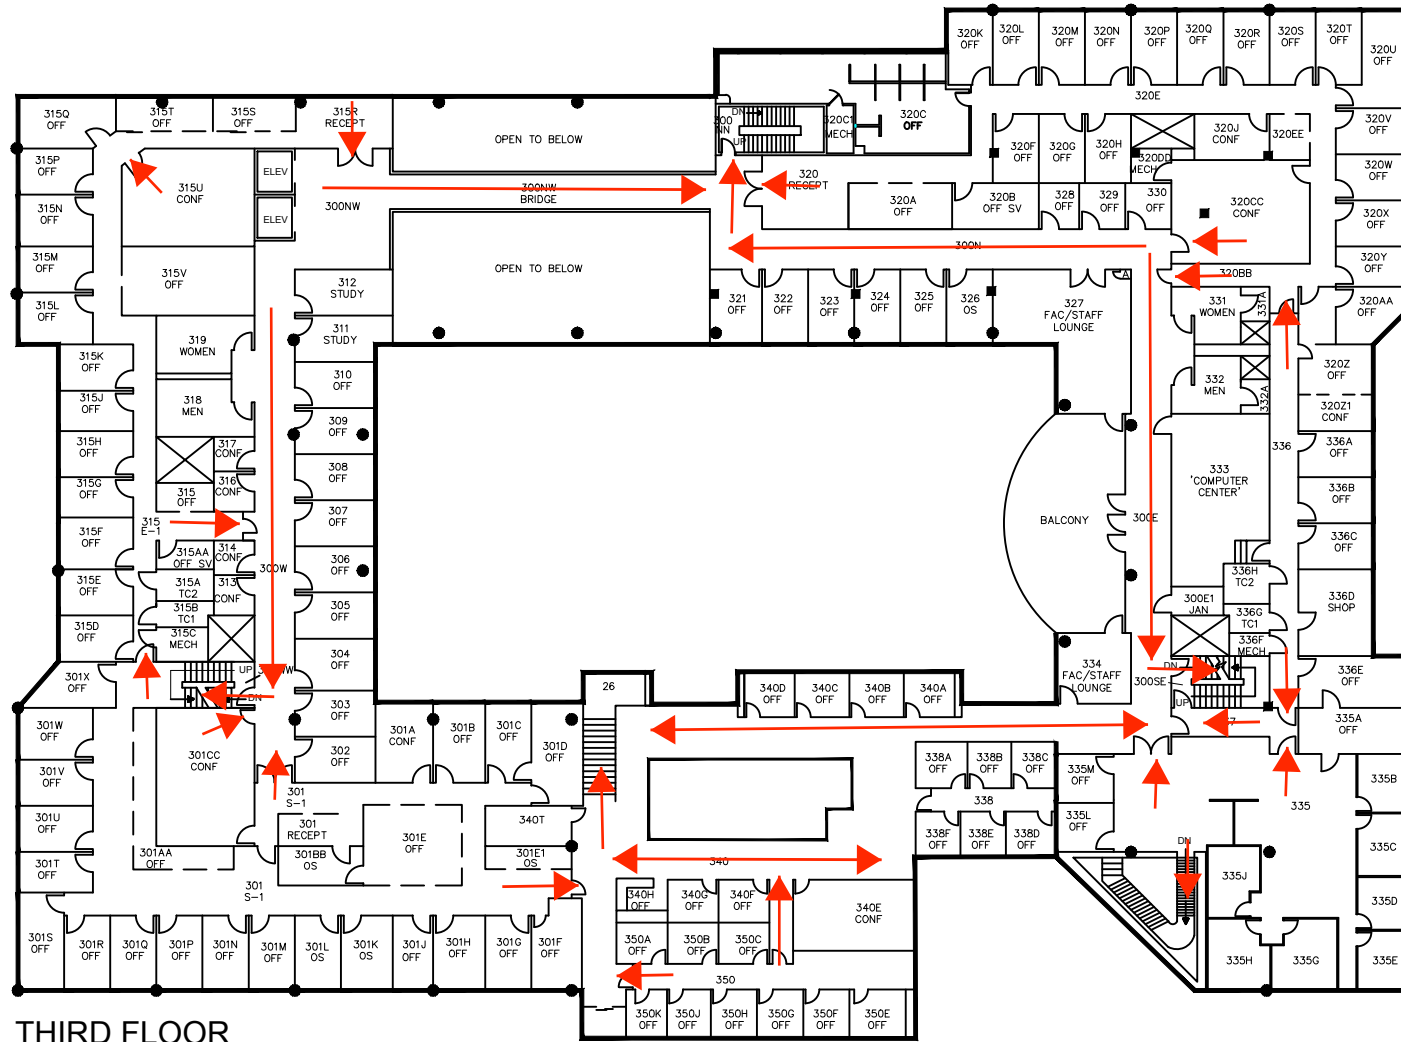 320K
OFF
320L
OFF
320M
OFF
320N
OFF
320P
OFF
320Q
OFF
320R
OFF
320S
OFF
320T
OFF
320U
OFF
320E
315Q
OFF
315T
OFF
315S
OFF
315R
RECEPT
OPEN TO BELOW
DN
300
NN
UP
320C1
MECH
320C
OFF
320F
OFF
320G
OFF
320H
OFF
320DD
MECH
320J
CONF
320EE
320V
OFF
315P
OFF
315U
CONF
ELEV
ELEV
300NW
300NW
BRIDGE
320
RECEPT
320A
OFF
320B
OFF SV
328
OFF
329
OFF
330
OFF
320CC
CONF
320W
OFF
320X
OFF
315N
OFF
315M
OFF
315L
OFF
315V
OFF
300N
320BB
320Y
OFF
OPEN TO BELOW
312
STUDY
311
STUDY
321
OFF
322
OFF
323
OFF
324
OFF
325
OFF
326
OS
327
FAC/STAFF
LOUNGE
A
331
WOMEN
331A
320AA
OFF
319
WOMEN
318
MEN
315K
OFF
315J
OFF
310
OFF
309
OFF
332
MEN
332A
320Z
OFF
320Z1
CONF
315H
OFF
317
CONF
316
CONF
308
OFF
336
336A
OFF
315G
OFF
315
OFF
307
OFF
333
'COMPUTER
CENTER'
336B
OFF
315F
OFF
315
E-1
BALCONY
300E
336C
OFF
315AA
OFF SV
314
CONF
306
OFF
300W
315E
OFF
315A
TC2
313
CONF
305
OFF
336H
TC2
336D
SHOP
315D
OFF
315B
TC1
315C
MECH
300E1
JAN
336G
TC1
336F
MECH
304
OFF
301X
OFF
UP
DN
303
OFF
26
340D
OFF
340C
OFF
340B
OFF
340A
OFF
334
FAC/STAFF
LOUNGE
DN
300SE
UP
336E
OFF
301W
OFF
301CC
CONF
302
OFF
301A
CONF
301B
OFF
301C
OFF
301D
OFF
335A
OFF
301V
OFF
301
S-1
338A
OFF
338B
OFF
338C
OFF
335M
OFF
335B
301U
OFF
301
RECEPT
301E
OFF
340T
338
335L
OFF
335
301T
OFF
301AA
OFF
301BB
OS
301E1
OS
340
338F
OFF
338E
OFF
338D
OFF
DN
335C
335J
301
S-1
340H
OFF
340G
OFF
340F
OFF
340E
CONF
335D
301S
OFF
301R
OFF
301Q
OFF
301P
OFF
301N
OFF
301M
OFF
301L
OS
301K
OS
301J
OFF
301H
OFF
301G
OFF
301F
OFF
350A
OFF
350B
OFF
350C
OFF
350
335H
335G
335E
350K
OFF
350J
OFF
350H
OFF
350G
OFF
350F
OFF
350E
OFF
THIRD FLOOR